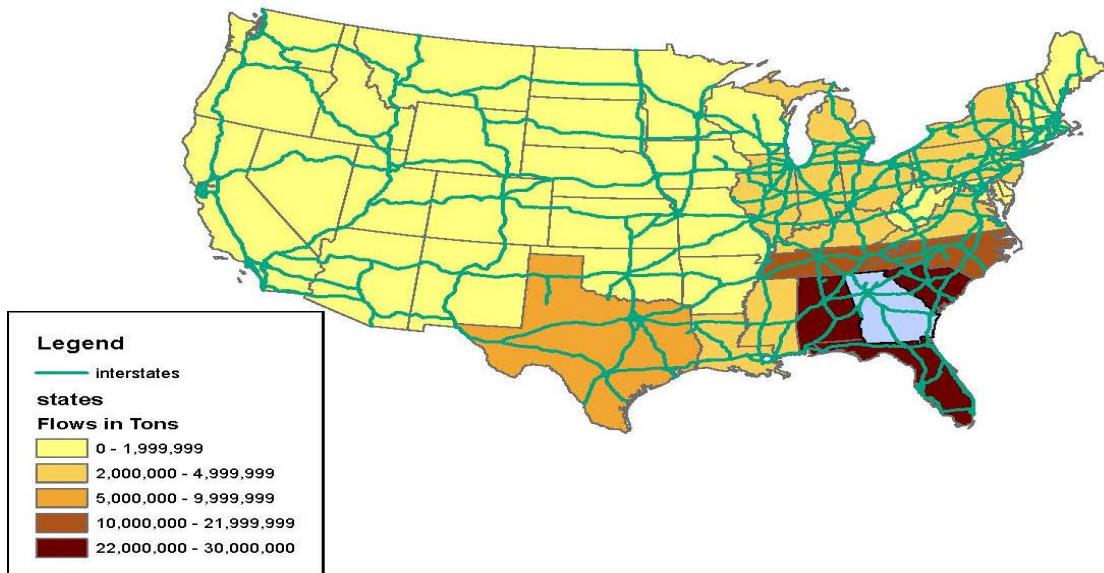 Legend
interstates
states
Flows in Tons
0 - 1,999,999
2,000,000 - 4,999,999
5,000,000 - 9,999,999
10,000,000 - 21,999,999
22,000,000 - 30,000,000